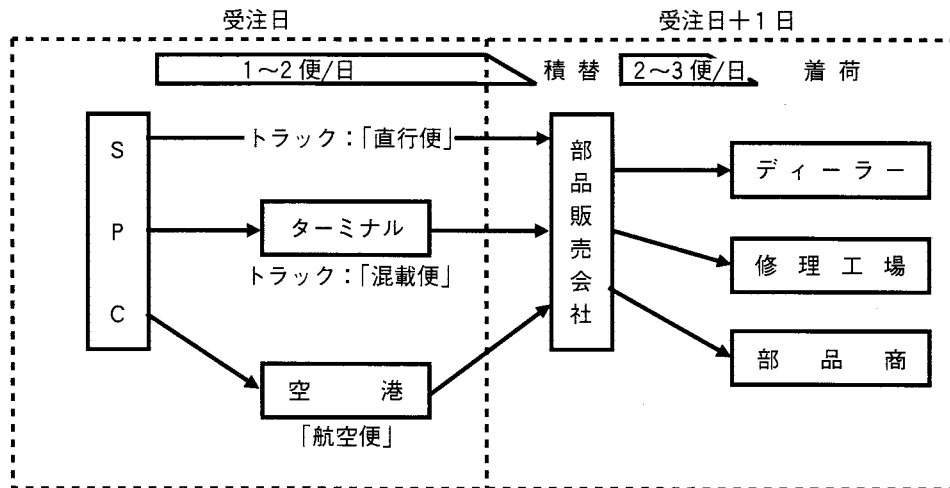 受注日
受注日＋1日
1～2便/日
積替
2～3便/日
着荷
SPC
トラック：「直行便」
ターミナル
トラック：「混載便」
空港
「航空便」
部品販売会社
ディーラー
修理工場
部品商